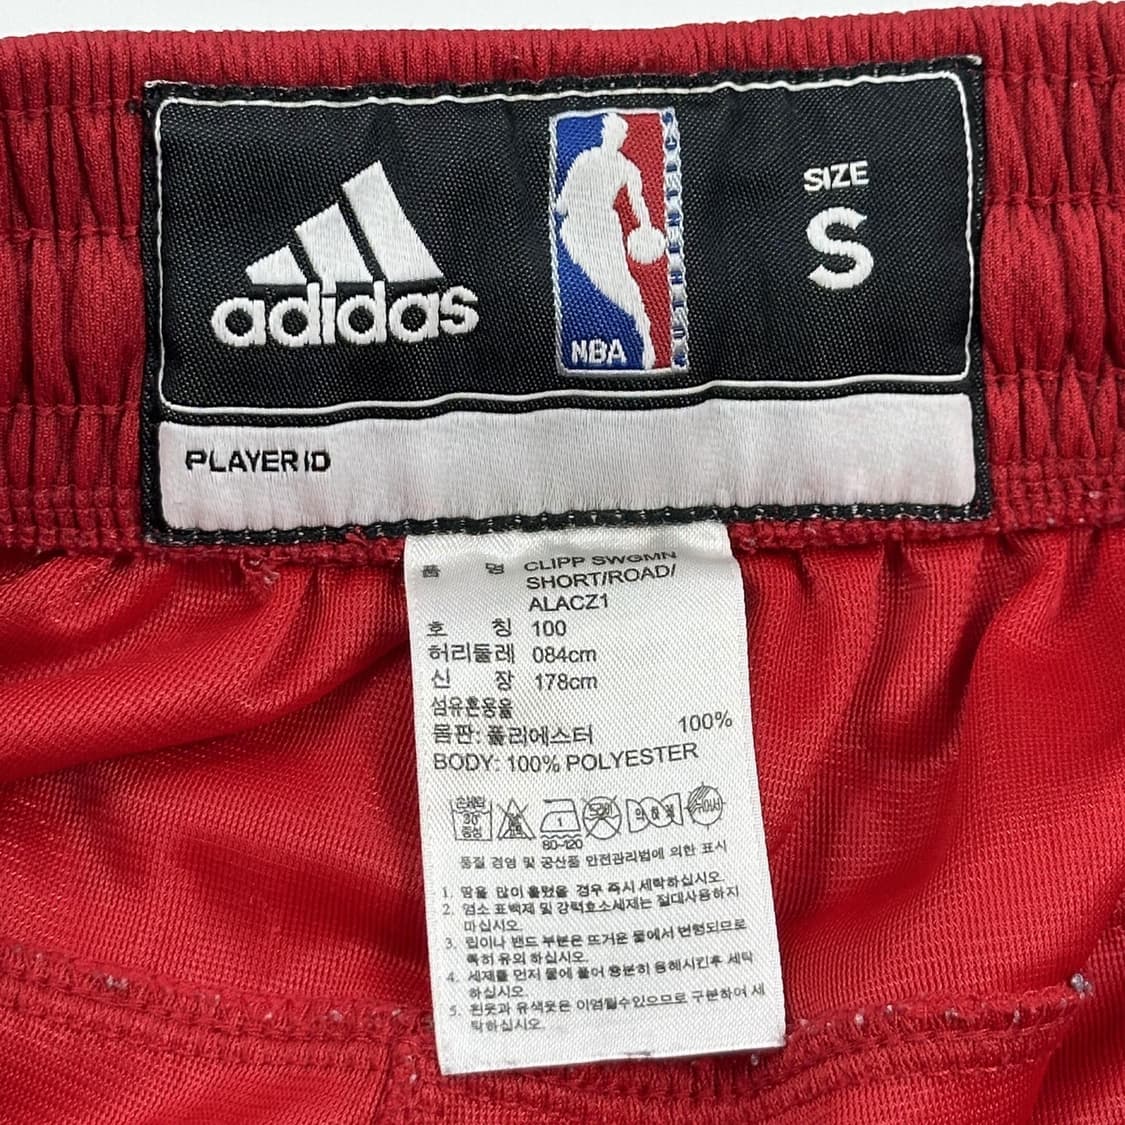 adidas
NBA
SIZE
S
PLAYER ID
품 명 CLIPP SWGMN
SHORT/ROAD/
ALACZ1
호 칭 100
허리둘레 084cm
신 장 178cm
섬유혼용율
몸판: 폴리에스터 100%
BODY: 100% POLYESTER
30
중성
1
80~120
품질 경영 및 공산품 안전관리법에 의한 표시
1. 땀을 많이 흘렸을 경우 즉시 세탁하십시오.
2. 염소 표백제 및 강력효소세제는 절대사용하지
마십시오.
3. 립이나 밴드 부분은 뜨거운 물에서 변형되므로
특히 유의 하십시오.
4. 세제를 먼저 물에 풀어 충분히 용해시킨후 세탁
하십시오.
5. 흰옷과 유색옷은 이염될수있으므로 구분하여 세
탁하십시오.